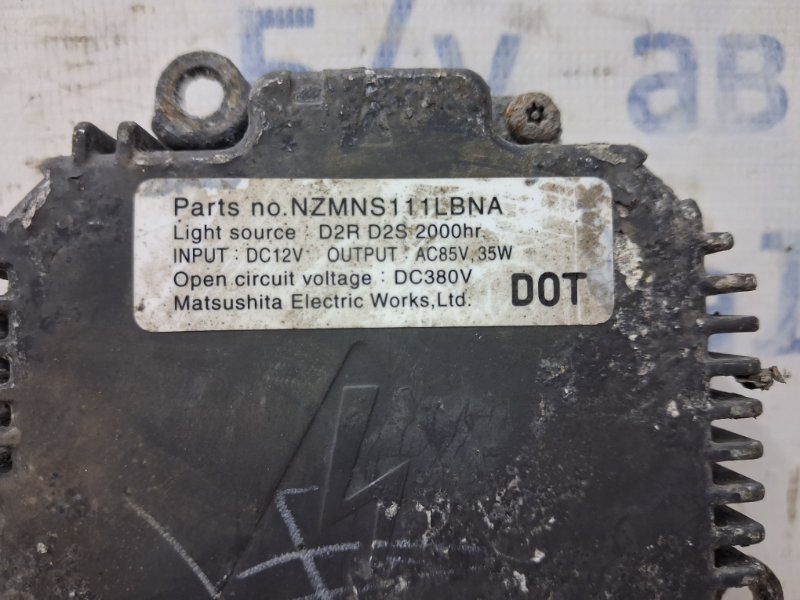 Б/У ав
Parts no.NZMNS111LBNA
Light source : D2R D2S 2000hr.
INPUT : DC12V OUTPUT : AC85V, 35W
Open circuit voltage : DC380V
Matsushita Electric Works,Ltd. DOT